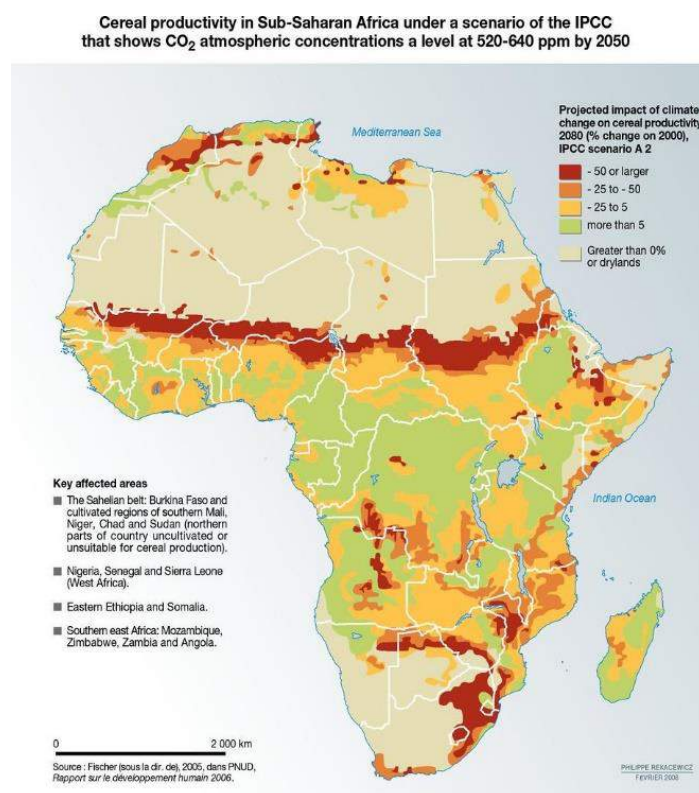 Cereal productivity in Sub-Saharan Africa under a scenario of the IPCC
that shows CO₂ atmospheric concentrations a level at 520-640 ppm by 2050
Mediterranean Sea
Projected impact of climate
change on cereal productivity
2080 (% change on 2000),
IPCC scenario A 2
- 50 or larger
- 25 to - 50
- 25 to 5
more than 5
Greater than 0%
or drylands
Indian Ocean
Key affected areas
The Sahelian belt: Burkina Faso and
cultivated regions of southern Mali,
Niger, Chad and Sudan (northern
parts of country uncultivated or
unsuitable for cereal production).
Nigeria, Senegal and Sierra Leone
(West Africa).
Eastern Ethiopia and Somalia.
Southern east Africa: Mozambique,
Zimbabwe, Zambia and Angola.
0 2 000 km
Source : Fischer (sous la dir. de), 2005, dans PNUD,
Rapport sur le développement humain 2006.
PHILIPPE REKACEWICZ
FEVRIER 2006